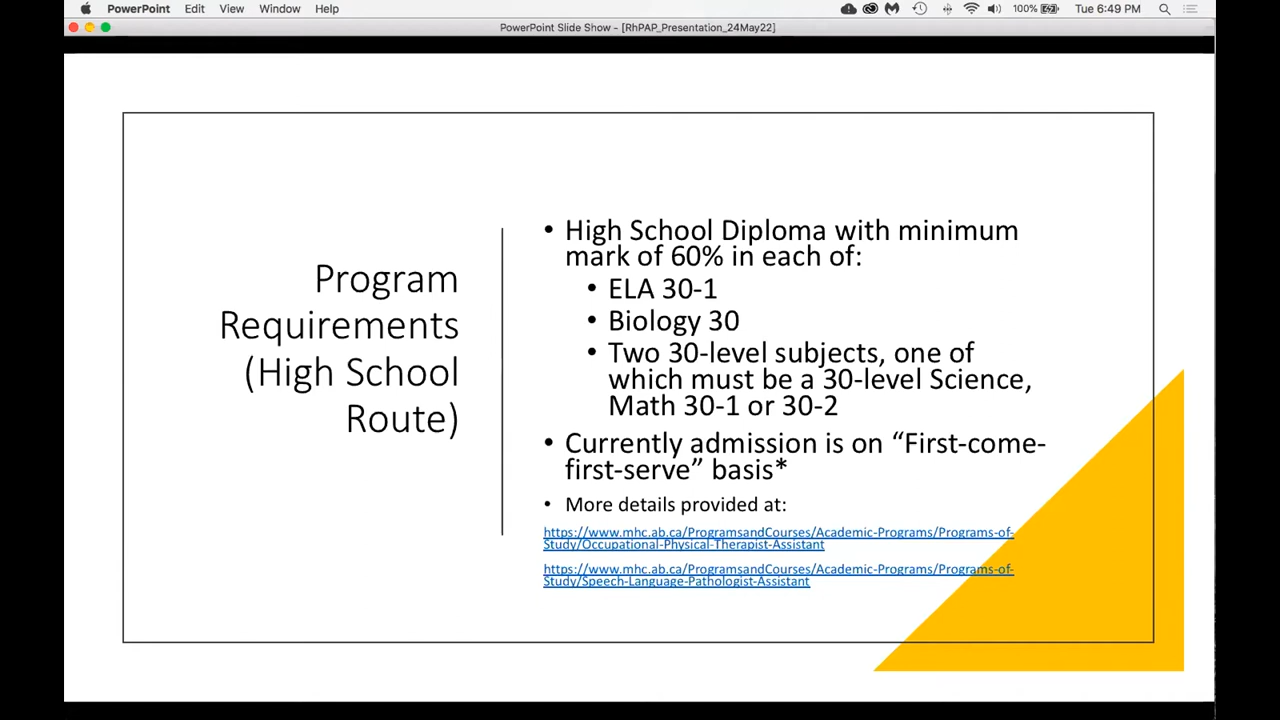 PowerPoint Edit View Window Help 100% Tue 6:49 PM
PowerPoint Slide Show - [RhPAP_Presentation_24May22]
Program
Requirements
(High School
Route)
• High School Diploma with minimum
mark of 60% in each of:
• ELA 30-1
• Biology 30
• Two 30-level subjects, one of
which must be a 30-level Science,
Math 30-1 or 30-2
• Currently admission is on “First-come-
first-serve” basis*
• More details provided at:
https://www.mhc.ab.ca/ProgramsandCourses/Academic-Programs/Programs-of-
Study/Occupational-Physical-Therapist-Assistant
https://www.mhc.ab.ca/ProgramsandCourses/Academic-Programs/Programs-of-
Study/Speech-Language-Pathologist-Assistant